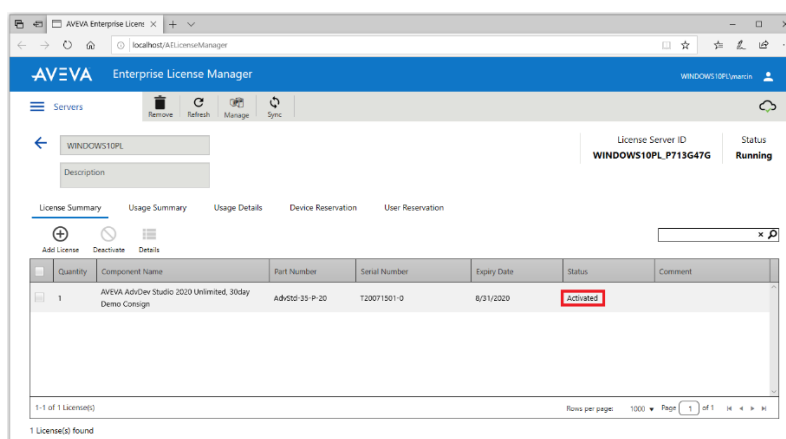 AVEVA Enterprise Licens
localhost/AELicenseManager
AVEVA Enterprise License Manager
WINDOWS10PL\marcin
Servers
Remove Refresh Manage Sync
WINDOWS10PL
License Server ID Status
WINDOWS10PL_P713G47G Running
Description
License Summary Usage Summary Usage Details Device Reservation User Reservation
Add License Deactivate Details
Quantity Component Name Part Number Serial Number Expiry Date Status Comment
1 AVEVA AdvDev Studio 2020 Unlimited, 30day AdvStd-35-P-20 T20071501-0 8/31/2020 Activated
Demo Consign
1-1 of 1 License(s) Rows per page: 1000 Page 1 of 1
1 License(s) found